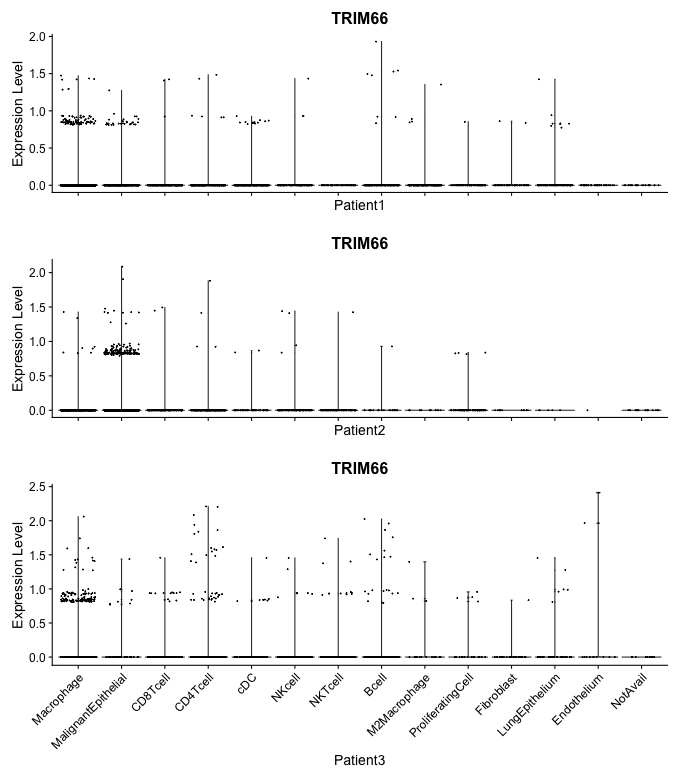 TRIM66
2.0
1.5
1.0
0.5
0.0
Expression Level
Patient1
TRIM66
2.0
1.5
1.0
0.5
0.0
Expression Level
Patient2
TRIM66
2.5
2.0
1.5
1.0
0.5
0.0
Expression Level
Macrophage
MalignantEpithelial
CD8Tcell
CD4Tcell
cDC
NKcell
NKTcell
Bcell
M2Macrophage
ProliferatingCell
Fibroblast
LungEpithelium
Endothelium
NotAvail
Patient3